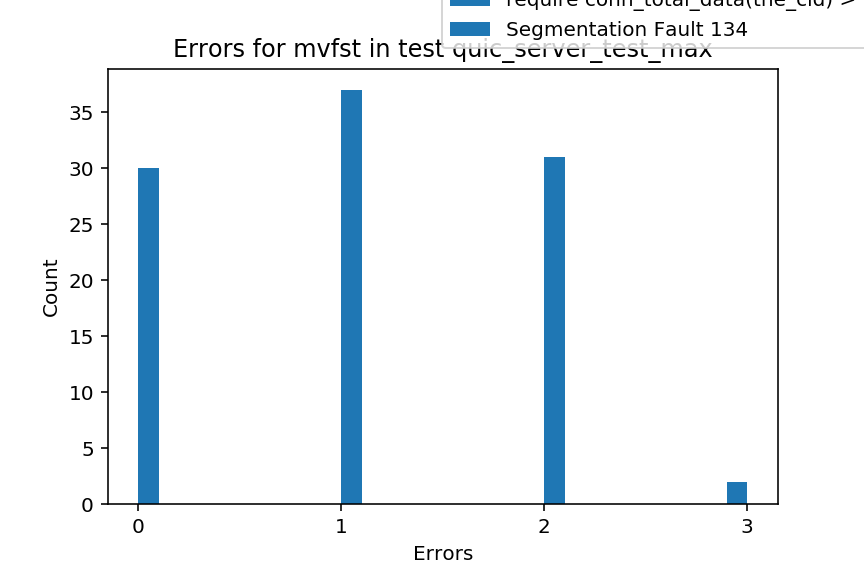 require conn_total_data(the_cid) >
Segmentation Fault 134
Errors for mvfst in test quic_server_test_max
35
30
25
20
15
10
5
0
Count
0 1 2 3
Errors